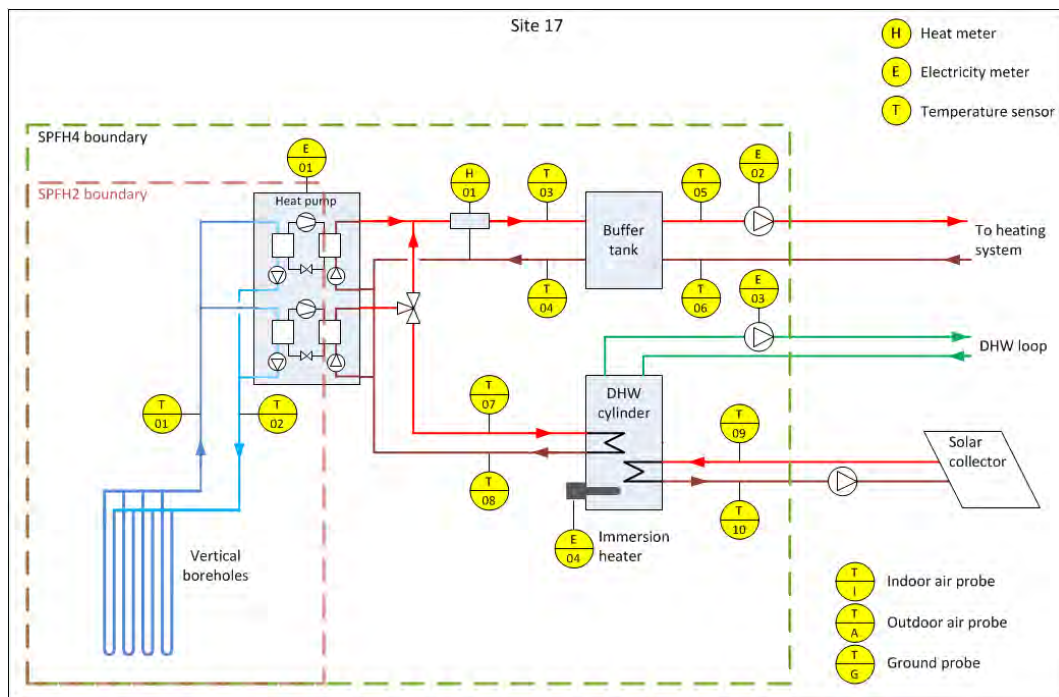 Site 17
H
Heat meter
E
Electricity meter
T
Temperature sensor
SPFH4 boundary
E
01
SPFH2 boundary
Heat pump
H
01
T
03
T
05
E
02
Buffer
tank
To heating
system
T
04
T
06
E
03
DHW loop
T
01
T
02
T
07
DHW
cylinder
T
09
Solar
collector
T
08
T
10
E
04
Immersion
heater
Vertical
boreholes
T
I
Indoor air probe
T
A
Outdoor air probe
T
G
Ground probe